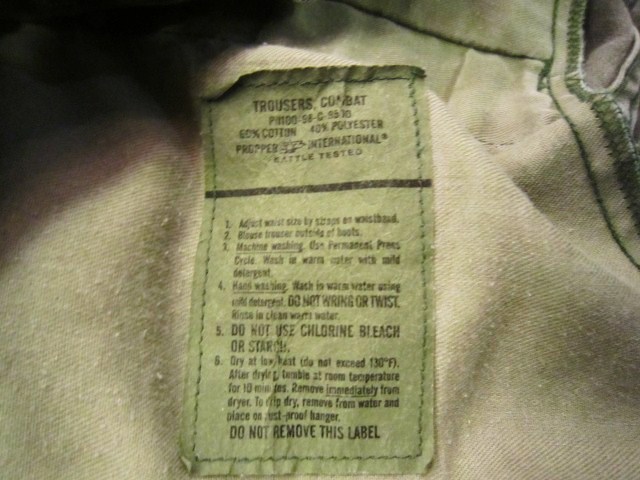 TROUSERS, COMBAT
60% COTTON 40% POLYESTER
PROPPER INTERNATIONAL®
BATTLE TESTED
1. Adjust waist size by straps on waistband.
2. Blouse trouser outside of boots.
3. Machine washing. Use Permanent Press
Cycle. Wash in warm water with mild
detergent.
4. Hand washing. Wash in warm water using
mild detergent. DO NOT WRING OR TWIST.
Rinse in clean warm water.
5. DO NOT USE CHLORINE BLEACH
OR STARCH.
6. Dry at low heat (do not exceed 130°F).
After drying, tumble at room temperature
for 10 minutes. Remove immediately from
dryer. To drip dry, remove from water and
place on rust-proof hanger.
DO NOT REMOVE THIS LABEL